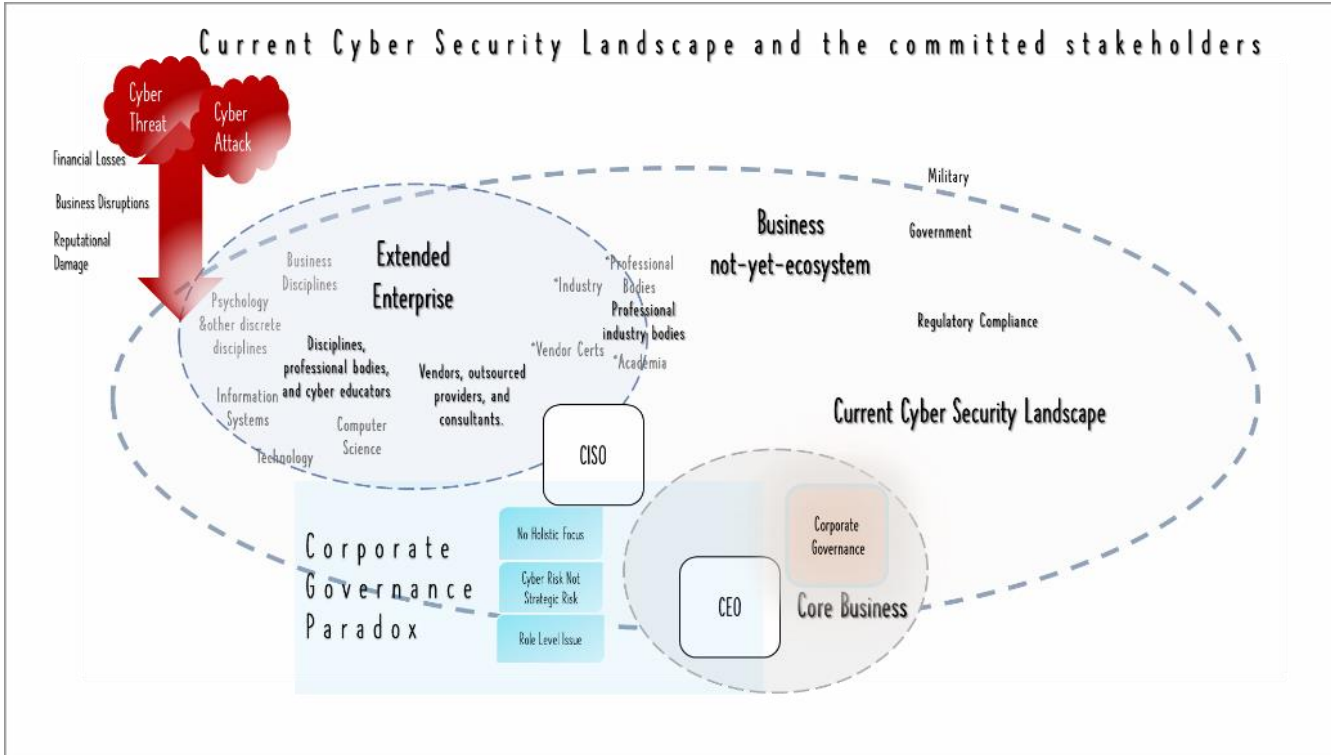 Current Cyber Security Landscape and the committed stakeholders
Cyber
Threat
Cyber
Attack
Financial Losses
Business Disruptions
Reputational
Damage
Military
Government
Business
not-yet-ecosystem
Regulatory Compliance
Current Cyber Security Landscape
Extended
Enterprise
Business
Disciplines
Psychology
&other discrete
disciplines
*Industry
*Professional
Bodies
Professional
industry bodies
*Vendor Certs
*Academia
Disciplines,
professional bodies,
and cyber educators
Vendors, outsourced
providers, and
consultants.
Information
Systems
Computer
Science
Technology
CISO
Corporate
Governance
Paradox
No Holistic Focus
Cyber Risk Not
Strategic Risk
Role Level Issue
CEO
Corporate
Governance
Core Business